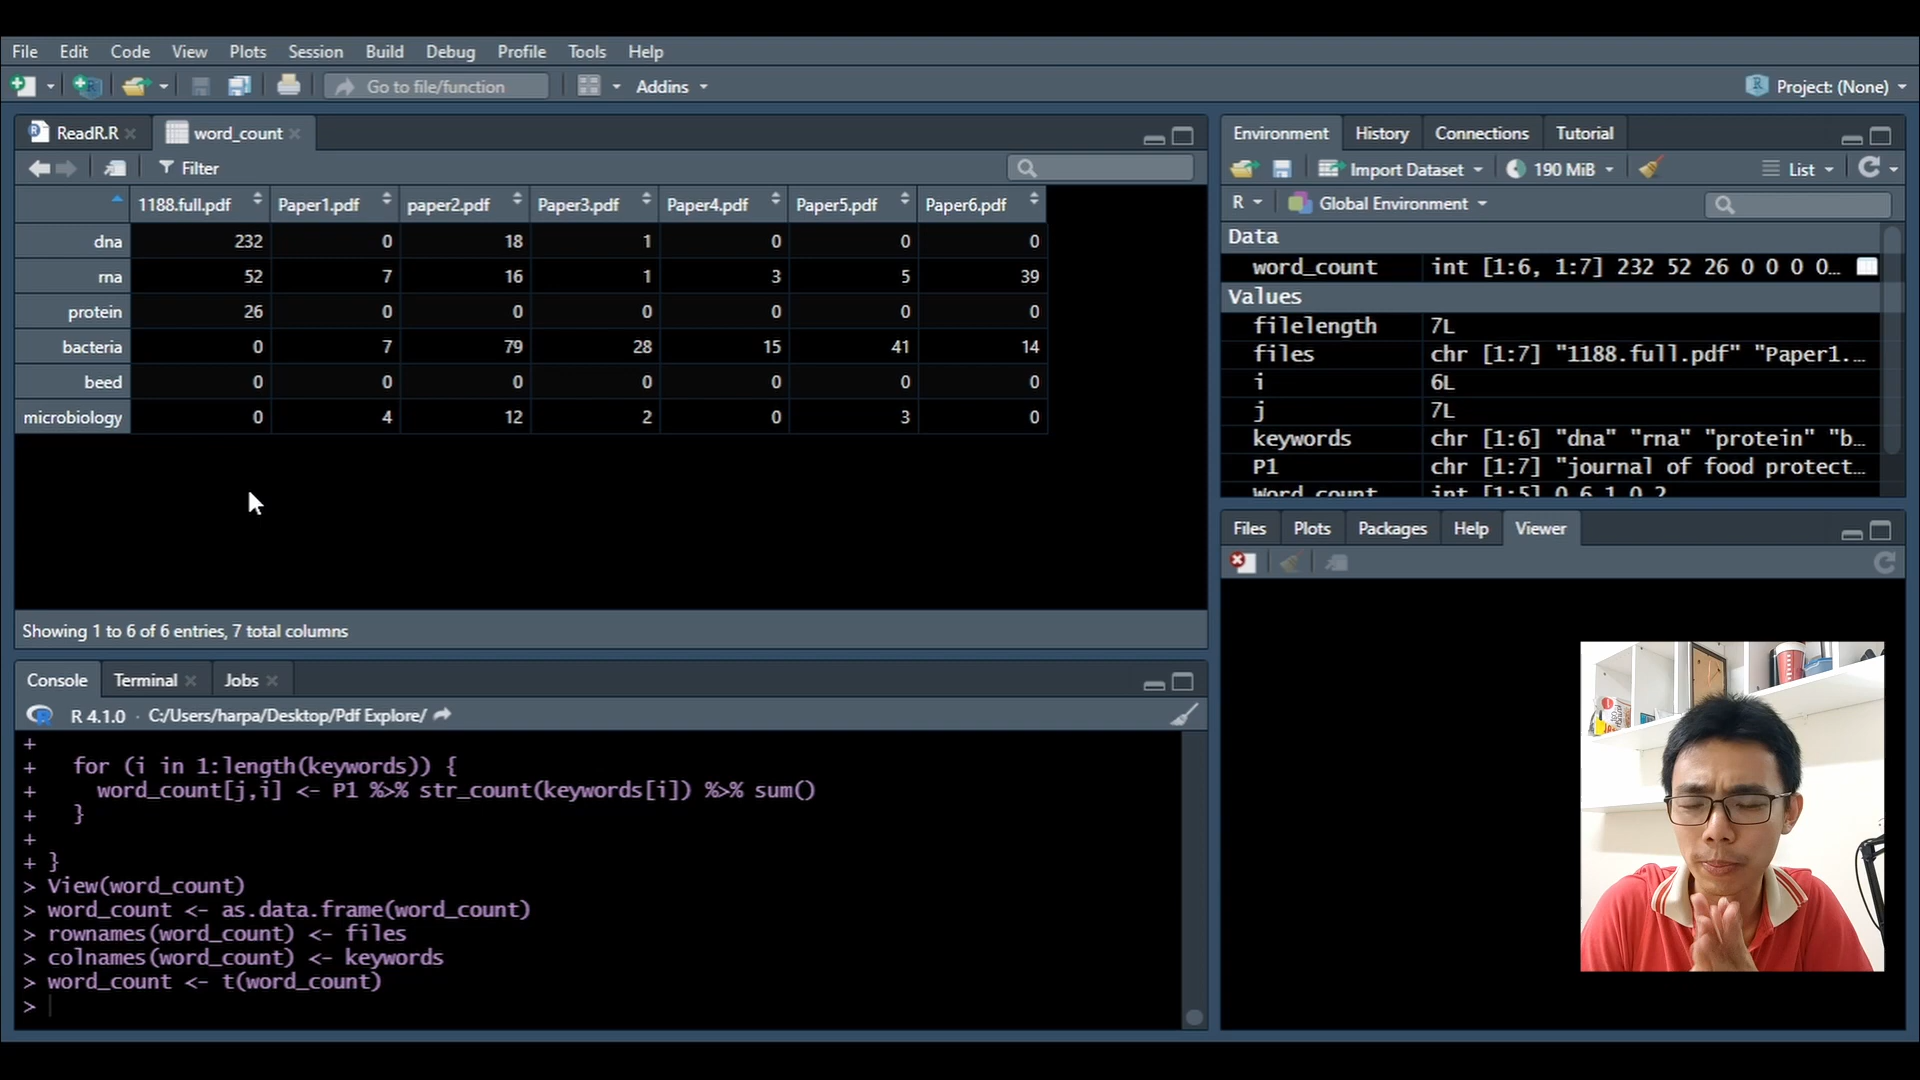 File Edit Code View Plots Session Build Debug Profile Tools Help
Go to file/function Addins Project: (None)
ReadR.R word_count
Filter
1188.full.pdf Paper1.pdf paper2.pdf Paper3.pdf Paper4.pdf Paper5.pdf Paper6.pdf
dna 232 0 18 1 0 0 0
rna 52 7 16 1 3 5 39
protein 26 0 0 0 0 0 0
bacteria 0 7 79 28 15 41 14
beed 0 0 0 0 0 0 0
microbiology 0 4 12 2 0 3 0
Showing 1 to 6 of 6 entries, 7 total columns
Console Terminal Jobs
R 4.1.0 · C:/Users/harpa/Desktop/Pdf Explore/
+
+ for (i in 1:length(keywords)) {
+ word_count[j,i] <- P1 %>% str_count(keywords[i]) %>% sum()
+ }
+
+ }
> View(word_count)
> word_count <- as.data.frame(word_count)
> rownames(word_count) <- files
> colnames(word_count) <- keywords
> word_count <- t(word_count)
>
Environment History Connections Tutorial
Import Dataset 190 MiB List
R Global Environment
Data
word_count int [1:6, 1:7] 232 52 26 0 0 0 0…
Values
filelength 7L
files chr [1:7] "1188.full.pdf" "Paper1.…
i 6L
j 7L
keywords chr [1:6] "dna" "rna" "protein" "b…
P1 chr [1:7] "journal of food protect…
Word_count int [1:5] 0 6 1 0 2
Files Plots Packages Help Viewer